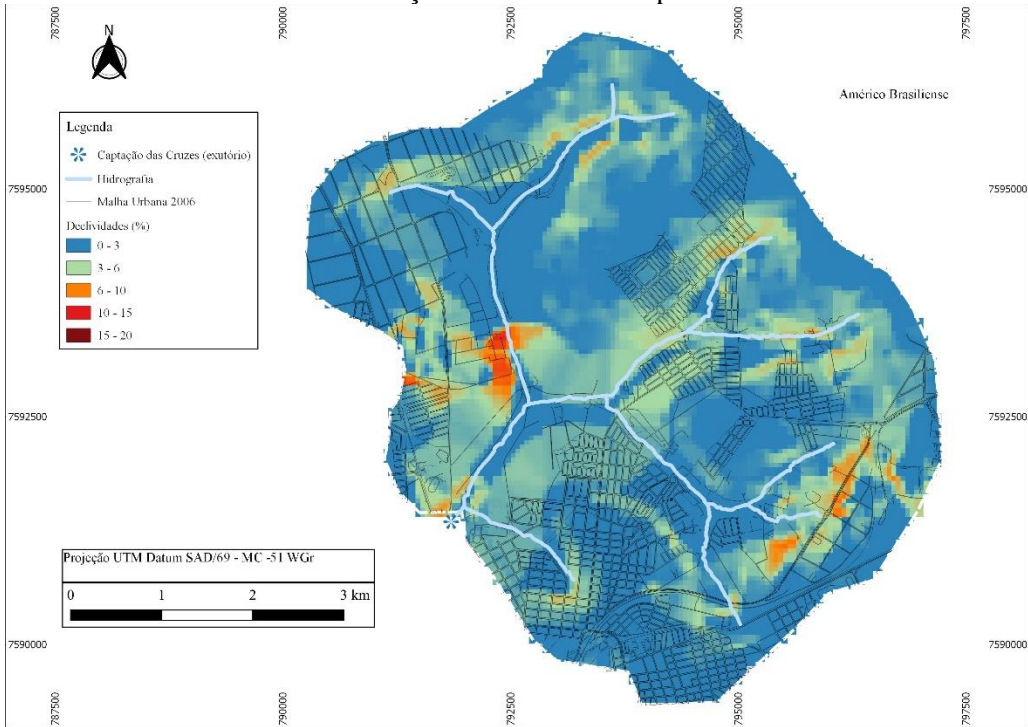 787500 790000 792500 795000 797500
N
Américo Brasiliense
Legenda
Captação das Cruzes (exutório)
Hidrografia
Malha Urbana 2006
Declividades (%)
0 - 3
3 - 6
6 - 10
10 - 15
15 - 20
7595000 7595000
7592500 7592500
Projeção UTM Datum SAD/69 - MC -51 WGr
0 1 2 3 km
7590000 7590000
787500 790000 792500 795000 797500